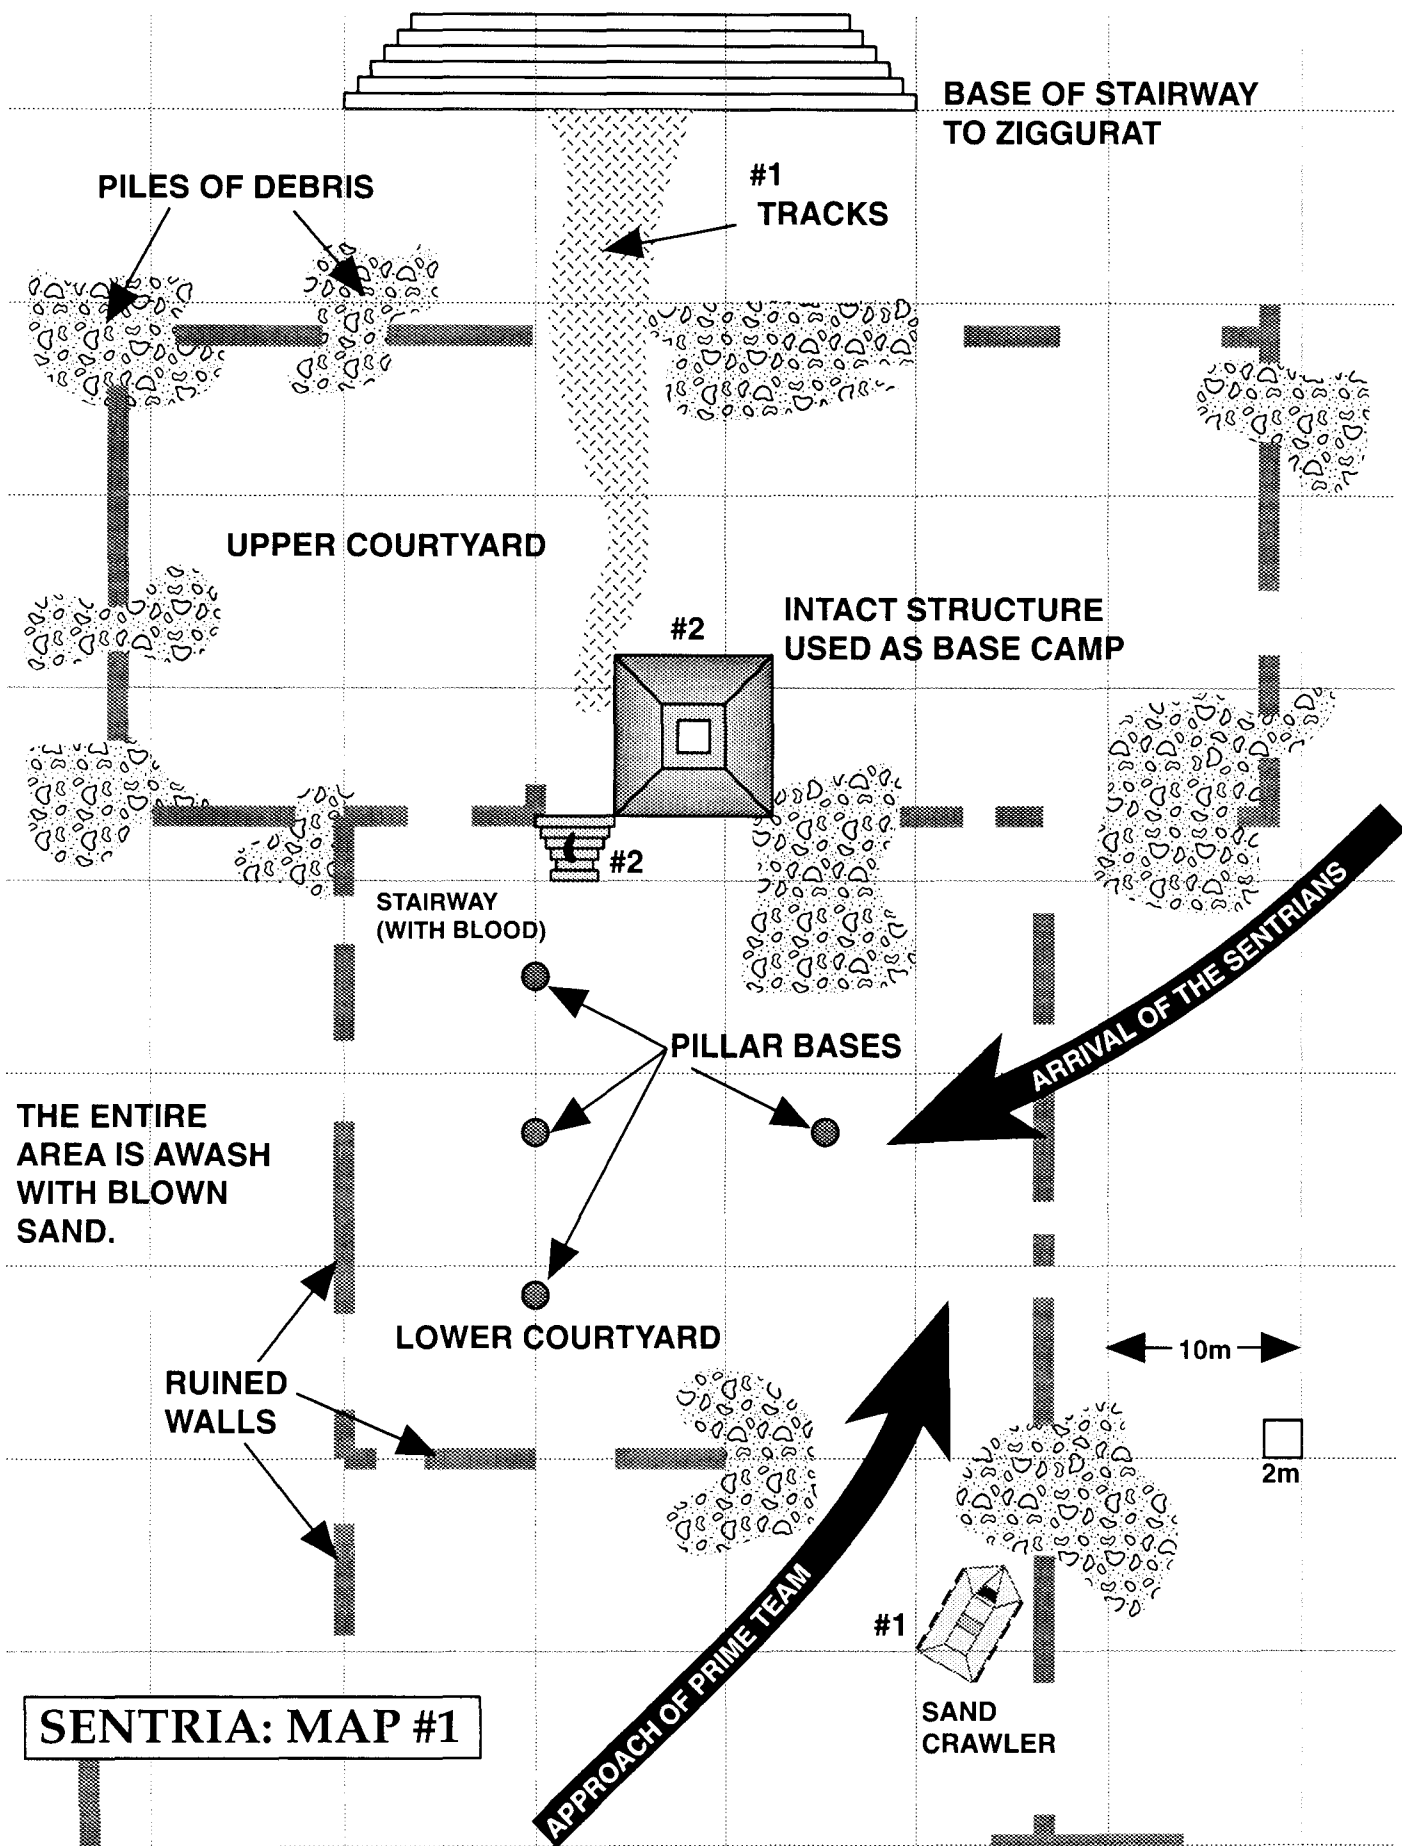 BASE OF STAIRWAY
TO ZIGGURAT
PILES OF DEBRIS
#1
TRACKS
UPPER COURTYARD
INTACT STRUCTURE
USED AS BASE CAMP
#2
#2
STAIRWAY
(WITH BLOOD)
ARRIVAL OF THE SENTRIANS
PILLAR BASES
THE ENTIRE
AREA IS AWASH
WITH BLOWN
SAND.
LOWER COURTYARD
10m
RUINED
WALLS
2m
APPROACH OF PRIME TEAM
#1
SAND
CRAWLER
SENTRIA: MAP #1